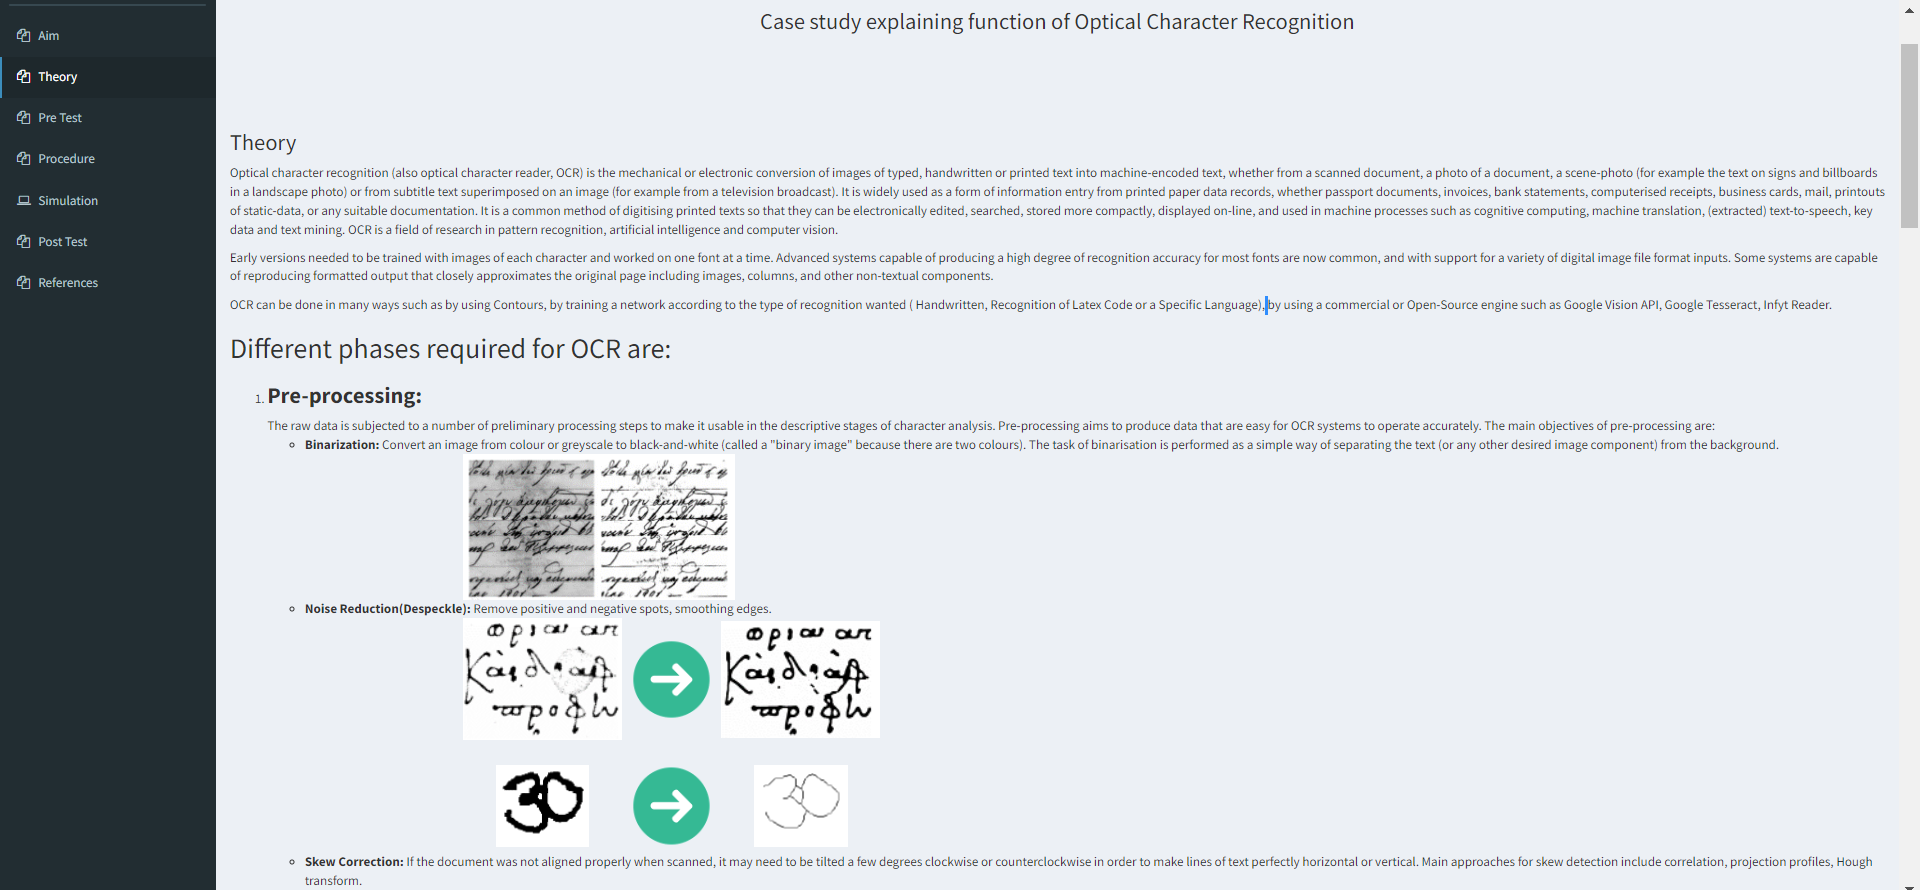 Case study explaining function of Optical Character Recognition
Aim
Theory
Pre Test
Procedure
Simulation
Post Test
References
Theory
Optical character recognition (also optical character reader, OCR) is the mechanical or electronic conversion of images of typed, handwritten or printed text into machine-encoded text, whether from a scanned document, a photo of a document, a scene-photo (for example the text on signs and billboards
in a landscape photo) or from subtitle text superimposed on an image (for example from a television broadcast). It is widely used as a form of information entry from printed paper data records, whether passport documents, invoices, bank statements, computerised receipts, business cards, mail, printouts
of static-data, or any suitable documentation. It is a common method of digitising printed texts so that they can be electronically edited, searched, stored more compactly, displayed on-line, and used in machine processes such as cognitive computing, machine translation, (extracted) text-to-speech, key
data and text mining. OCR is a field of research in pattern recognition, artificial intelligence and computer vision.
Early versions needed to be trained with images of each character and worked on one font at a time. Advanced systems capable of producing a high degree of recognition accuracy for most fonts are now common, and with support for a variety of digital image file format inputs. Some systems are capable
of reproducing formatted output that closely approximates the original page including images, columns, and other non-textual components.
OCR can be done in many ways such as by using Contours, by training a network according to the type of recognition wanted ( Handwritten, Recognition of Latex Code or a Specific Language), by using a commercial or Open-Source engine such as Google Vision API, Google Tesseract, Infyt Reader.
Different phases required for OCR are:
1. Pre-processing:
The raw data is subjected to a number of preliminary processing steps to make it usable in the descriptive stages of character analysis. Pre-processing aims to produce data that are easy for OCR systems to operate accurately. The main objectives of pre-processing are:
Binarization: Convert an image from colour or greyscale to black-and-white (called a "binary image" because there are two colours). The task of binarisation is performed as a simple way of separating the text (or any other desired image component) from the background.
Noise Reduction(Despeckle): Remove positive and negative spots, smoothing edges.
30 30
Skew Correction: If the document was not aligned properly when scanned, it may need to be tilted a few degrees clockwise or counterclockwise in order to make lines of text perfectly horizontal or vertical. Main approaches for skew detection include correlation, projection profiles, Hough
transform.